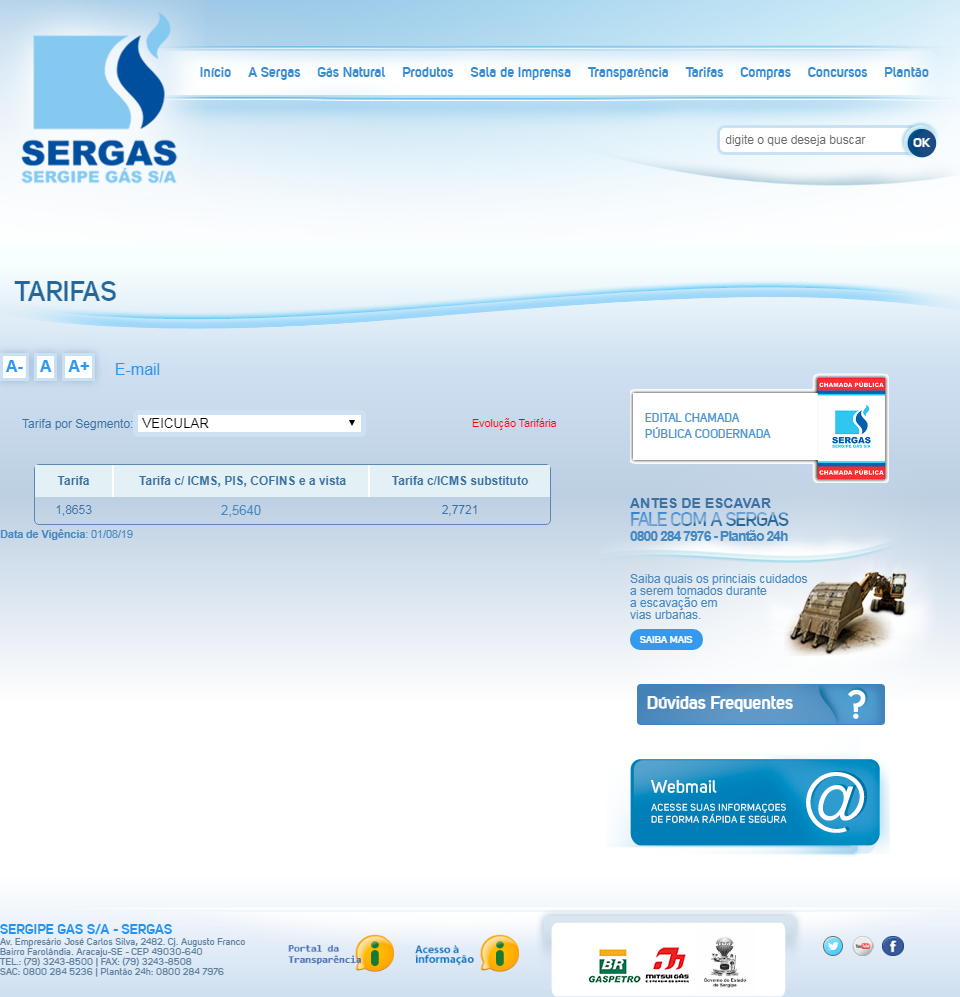 SERGAS
SERGIPE GÁS S/A
Início A Sergas Gás Natural Produtos Sala de Imprensa Transparência Tarifas Compras Concursos Plantão
digite o que deseja buscar OK
TARIFAS
A- A A+ E-mail
Tarifa por Segmento: VEICULAR Evolução Tarifária
Tarifa Tarifa c/ ICMS, PIS, COFINS e a vista Tarifa c/ICMS substituto
1,8653 2,5640 2,7721
Data de Vigência: 01/08/19
CHAMADA PÚBLICA
EDITAL CHAMADA
PÚBLICA COODERNADA
SERGAS
SERGIPE GÁS S/A
CHAMADA PÚBLICA
ANTES DE ESCAVAR
FALE COM A SERGAS
0800 284 7976 - Plantão 24h
Saiba quais os princiais cuidados
a serem tomados durante
a escavação em
vias urbanas.
SAIBA MAIS
Dúvidas Frequentes ?
Webmail
ACESSE SUAS INFORMAÇOES
DE FORMA RÁPIDA E SEGURA
@
SERGIPE GAS S/A - SERGAS
Av. Empresário José Carlos Silva, 2482. Cj. Augusto Franco
Bairro Farolândia. Aracaju-SE - CEP 49030-640
TEL.: (79) 3243-8500 | FAX: (79) 3243-8508
SAC: 0800 284 5236 | Plantão 24h: 0800 284 7976
Portal da
Transparência
i
Acesso à
informação
i
BR
GASPETRO
MITSUI GÁS
E ENERGIA DO BRASIL
Governo do Estado
de Sergipe
You Tube
f